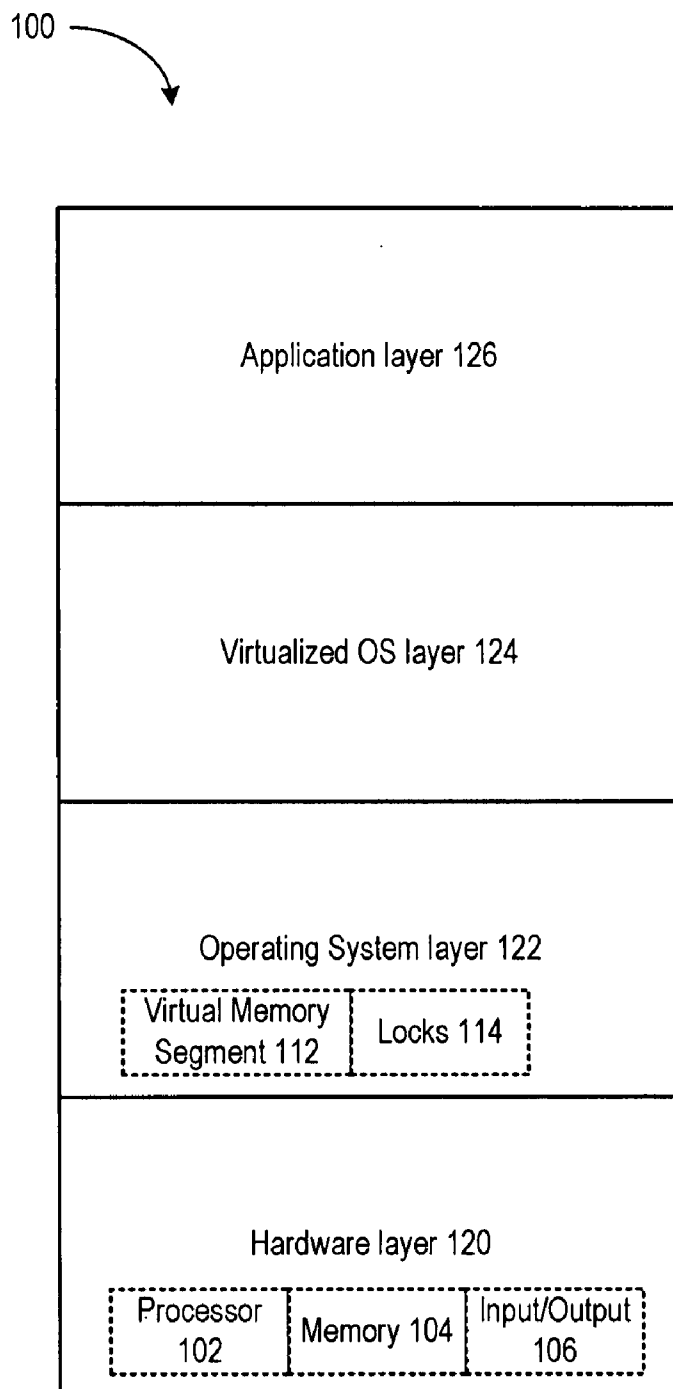 100
Application layer 126
Virtualized OS layer 124
Operating System layer 122
Virtual Memory
Segment 112
Locks 114
Hardware layer 120
Processor
102
Memory 104
Input/Output
106